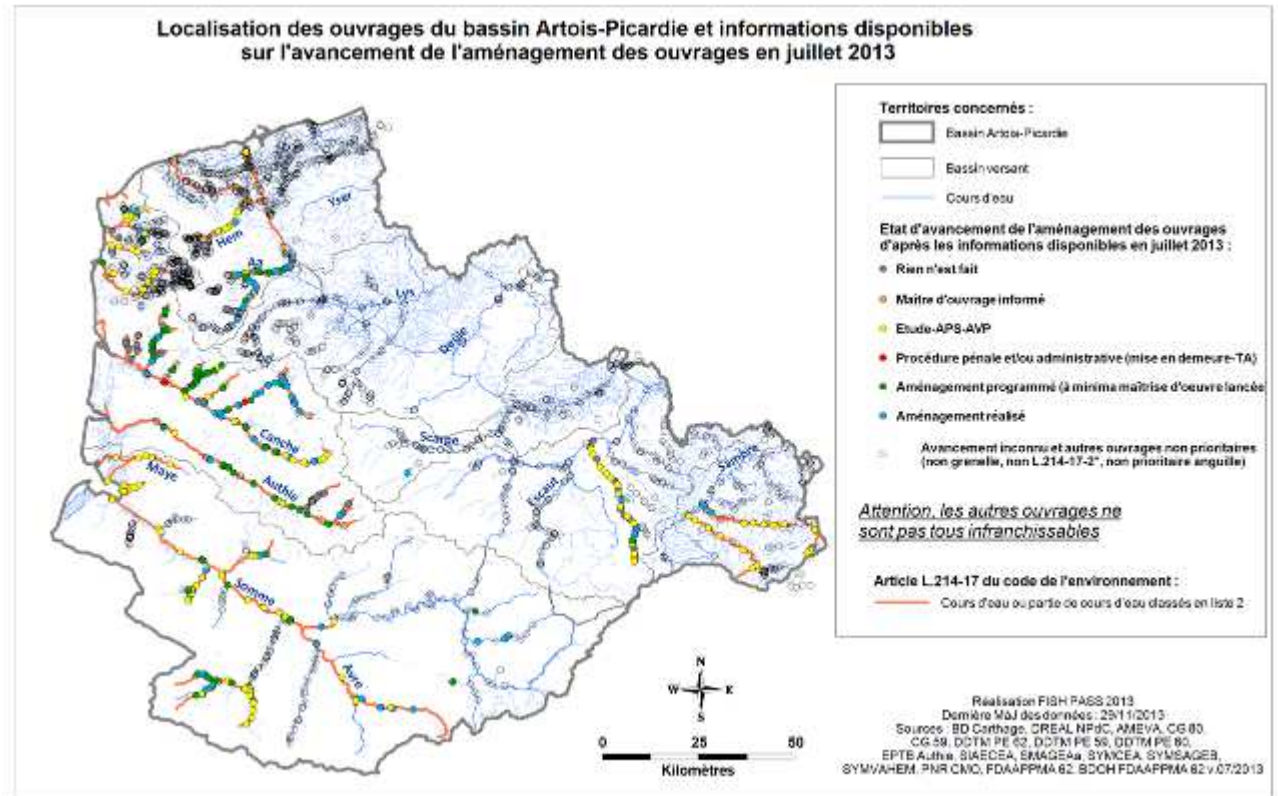 Localisation des ouvrages du bassin Artois-Picardie et informations disponibles
sur l'avancement de l'aménagement des ouvrages en juillet 2013
Territoires concernés :
Bassin Artois-Picardie
Bassin versant
Cours d'eau
Etat d'avancement de l'aménagement des ouvrages
d'après les informations disponibles en juillet 2013 :
Rien n'est fait
Maître d'ouvrage informé
Etude-APS-AVP
Procédure pénale et/ou administrative (mise en demeure-TA)
Aménagement programmé (à minima maîtrise d'oeuvre lancée
Aménagement réalisé
Avancement inconnu et autres ouvrages non prioritaires
(non grenelle, non L.214-17-2°, non prioritaire anguille)
Attention, les autres ouvrages ne
sont pas tous infranchissables
Article L.214-17 du code de l'environnement :
Cours d'eau ou partie de cours d'eau classés en liste 2
Yser
Hem
Aa
Lys
Deûle
Canche
Scarpe
Sambre
Maye
Authie
Escaut
Somme
Avre
N
W E
S
0 25 50
Kilomètres
Réalisation FISH PASS 2013
Dernière MàJ des données : 29/11/2013
Sources : BD Carthage, DREAL NPdC, AMEVA, CG 80,
CG 59, DDTM PE 62, DDTM PE 59, DDTM PE 80,
EPTB Authie, SIAECEA, SMAGEAa, SYMCEA, SYMSAGEB,
SYMVAHEM, PNR CMO, FDAAPPMA 62, BDOH FDAAPPMA 62 v.07/2013